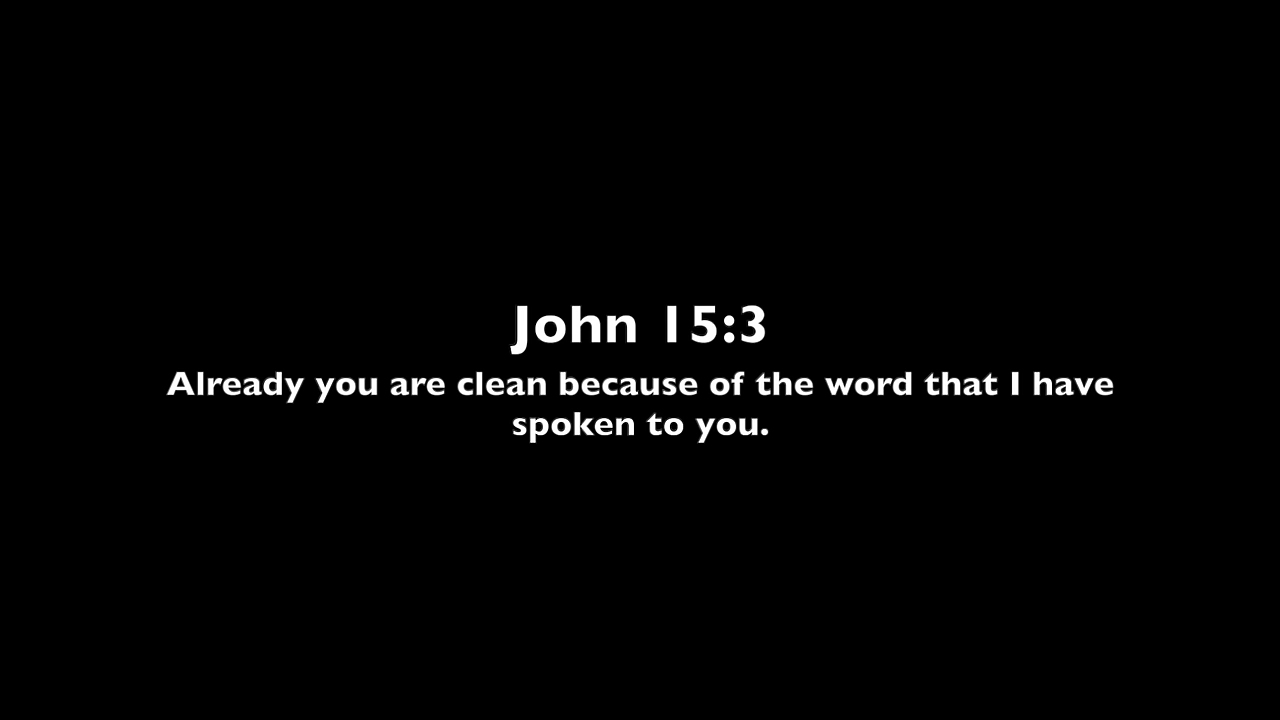 John 15:3
Already you are clean because of the word that I have
spoken to you.